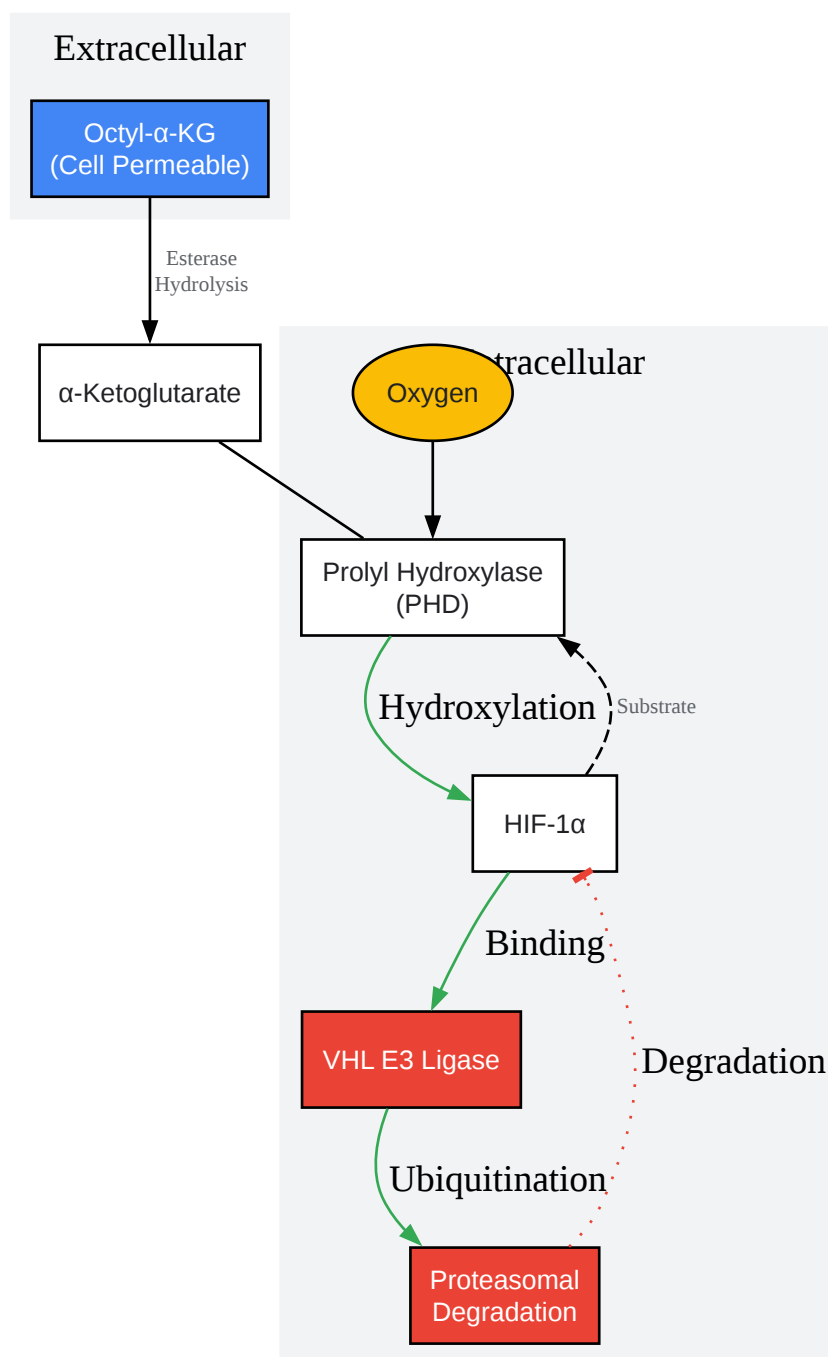 Extracellular
Octyl-α-KG
(Cell Permeable)
Esterase
Hydrolysis
tracellular
α-Ketoglutarate
Oxygen
Prolyl Hydroxylase
(PHD)
Hydroxylation
Substrate
HIF-1α
Binding
VHL E3 Ligase
Degradation
Ubiquitination
Proteasomal
Degradation